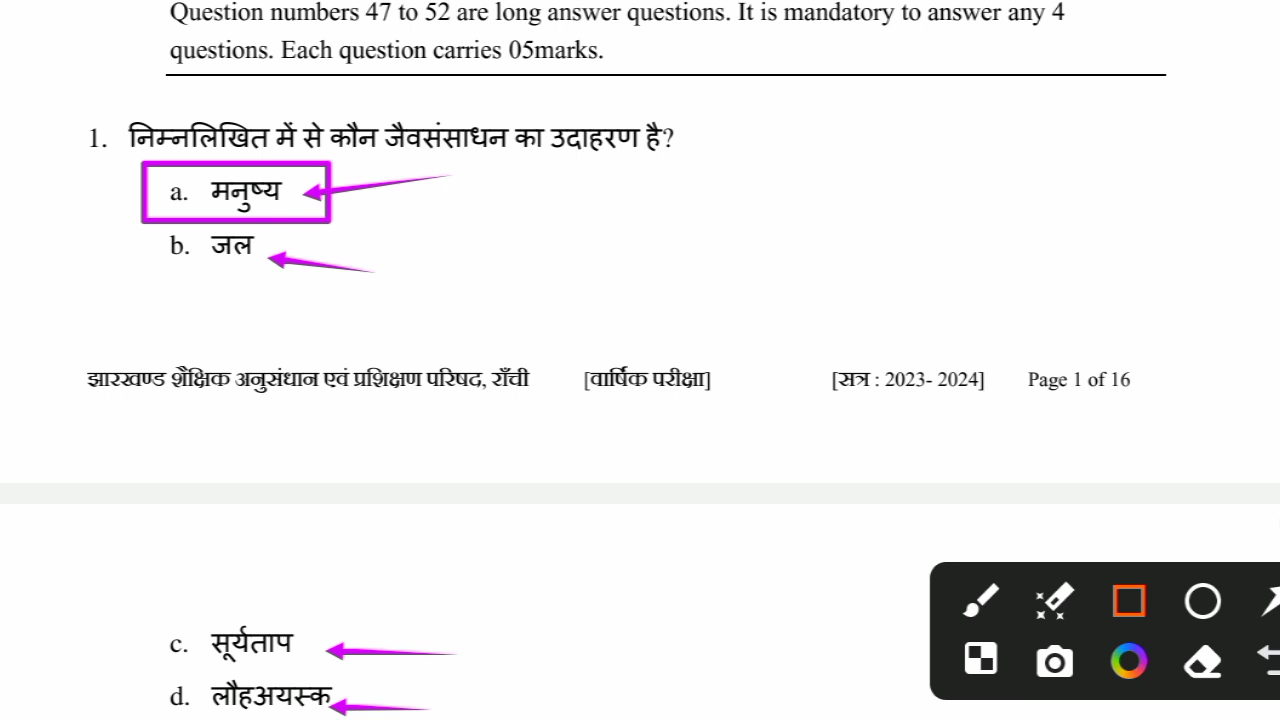 Question numbers 47 to 52 are long answer questions. It is mandatory to answer any 4
questions. Each question carries 05marks.
1. निम्नलिखित में से कौन जैवसंसाधन का उदाहरण है?
a. मनुष्य
b. जल
झारखण्ड शैक्षिक अनुसंधान एवं प्रशिक्षण परिषद, राँची [वार्षिक परीक्षा] [सत्र : 2023- 2024] Page 1 of 16
c. सूर्यताप
d. लौहअयस्क